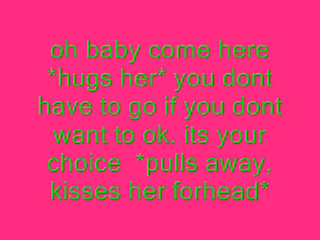 oh baby come here
*hugs her* you dont
have to go if you dont
want to ok. its your
choice  *pulls away,
kisses her forhead*